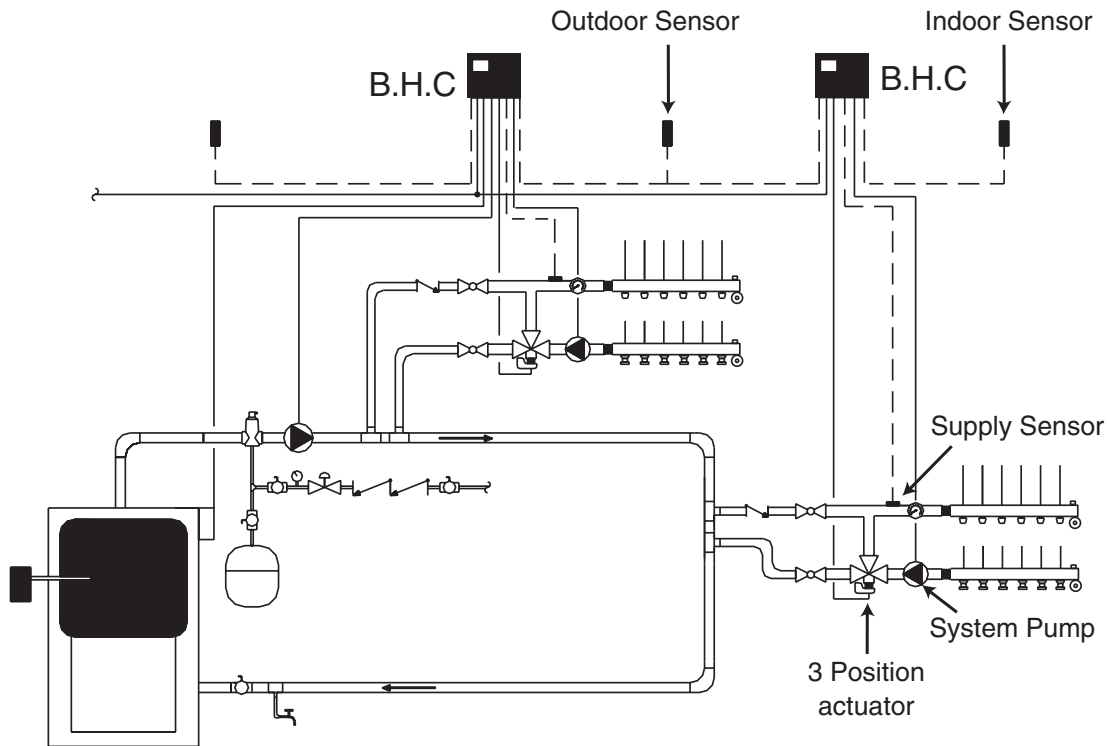 Outdoor Sensor
Indoor Sensor
B.H.C
B.H.C
Supply Sensor
System Pump
3 Position
actuator